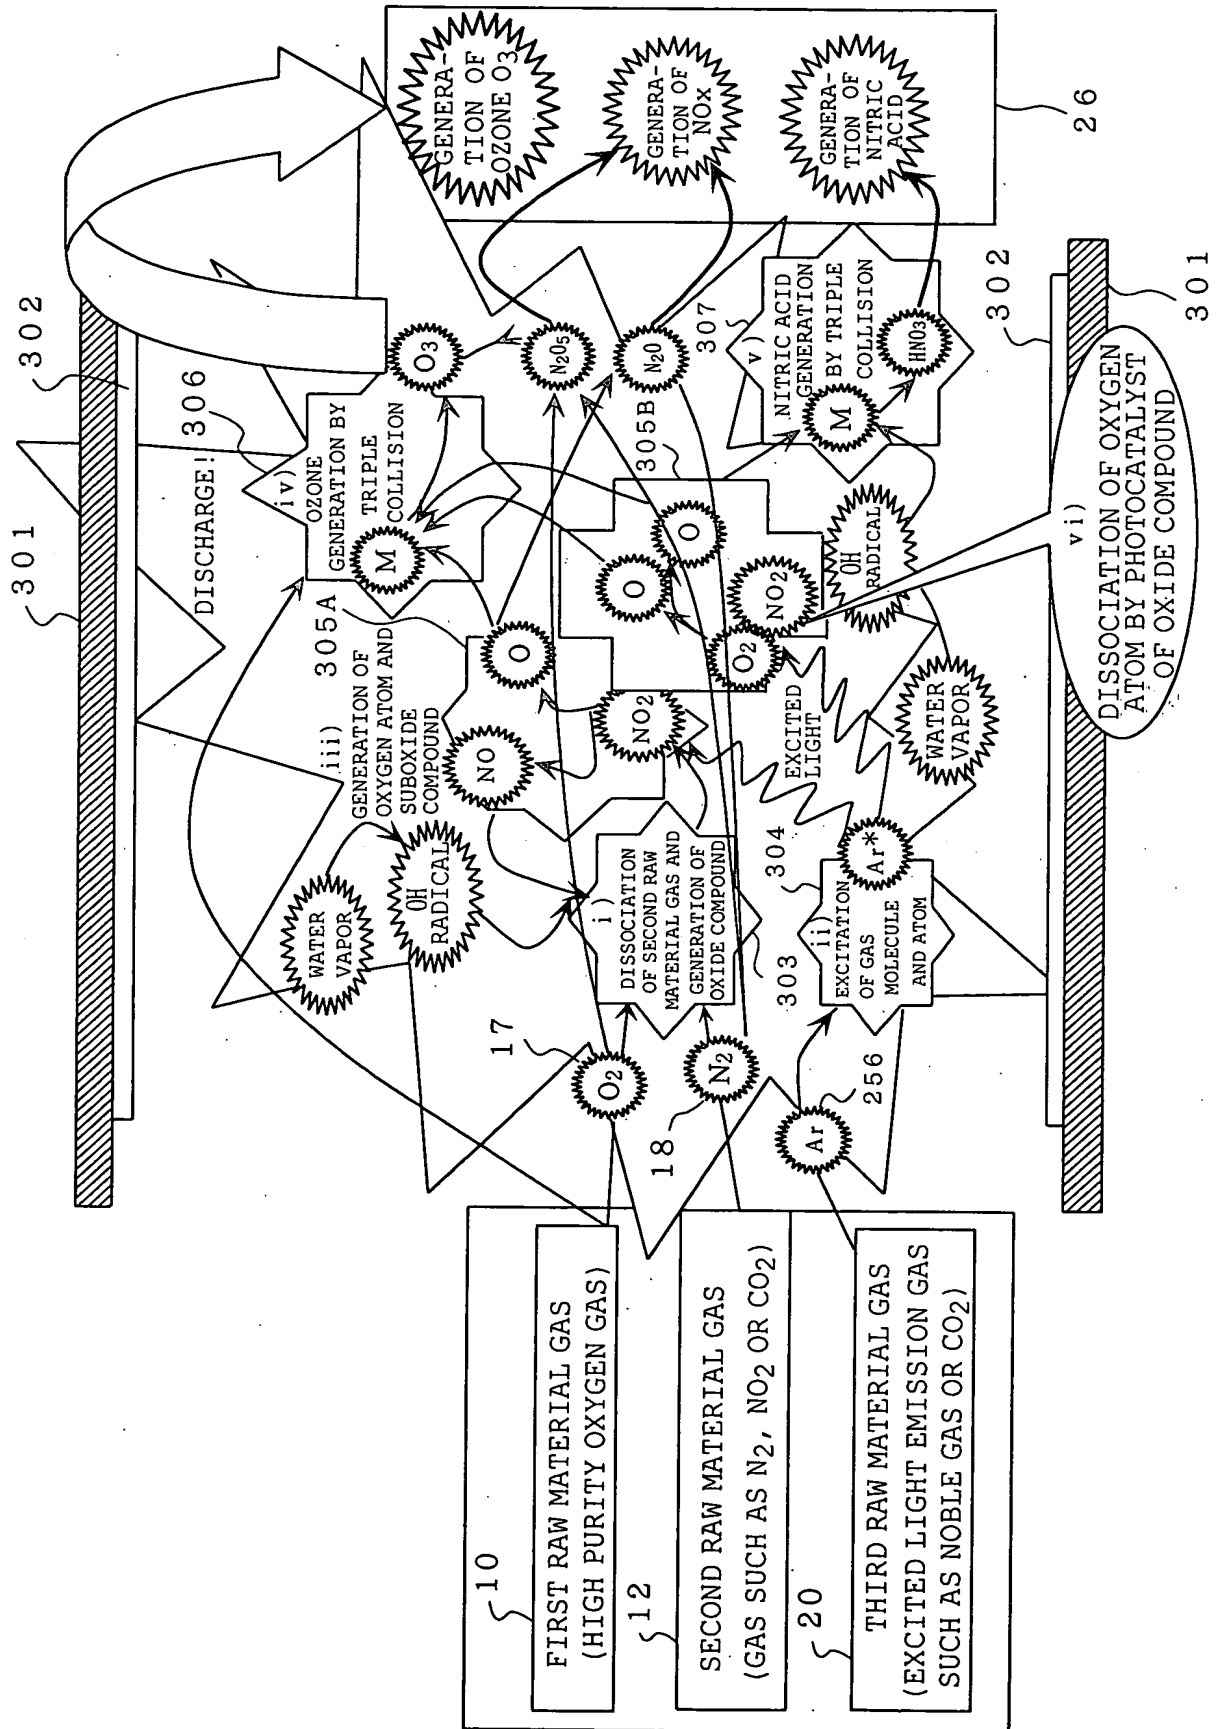 301
302
DISCHARGE!
306
iv)
OZONE
GENERATION BY
TRIPLE
COLLISION
M
O3
GENERA-
TION OF
OZONE O3
305A
iii)
GENERATION OF
OXYGEN ATOM AND
SUBOXIDE
COMPOUND
NO
O
NO2
WATER
VAPOR
OH
RADICAL
N2O5
N2O
GENERA-
TION OF
NOx
305B
O
O
O2
NO2
17
O2
i)
DISSOCIATION
OF SECOND RAW
MATERIAL GAS AND
GENERATION OF
OXIDE COMPOUND
303
18
N2
307
v)
NITRIC ACID
GENERATION
BY TRIPLE
COLLISION
M
HNO3
GENERA-
TION OF
NITRIC
ACID
26
EXCITED
LIGHT
OH
RADICAL
WATER
VAPOR
304
ii)
EXCITATION
OF GAS
MOLECULE
AND ATOM
Ar*
Ar
256
302
301
vi)
DISSOCIATION OF OXYGEN
ATOM BY PHOTOCATALYST
OF OXIDE COMPOUND
10
FIRST RAW MATERIAL GAS
(HIGH PURITY OXYGEN GAS)
12
SECOND RAW MATERIAL GAS
(GAS SUCH AS N2, NO2 OR CO2)
20
THIRD RAW MATERIAL GAS
(EXCITED LIGHT EMISSION GAS
SUCH AS NOBLE GAS OR CO2)